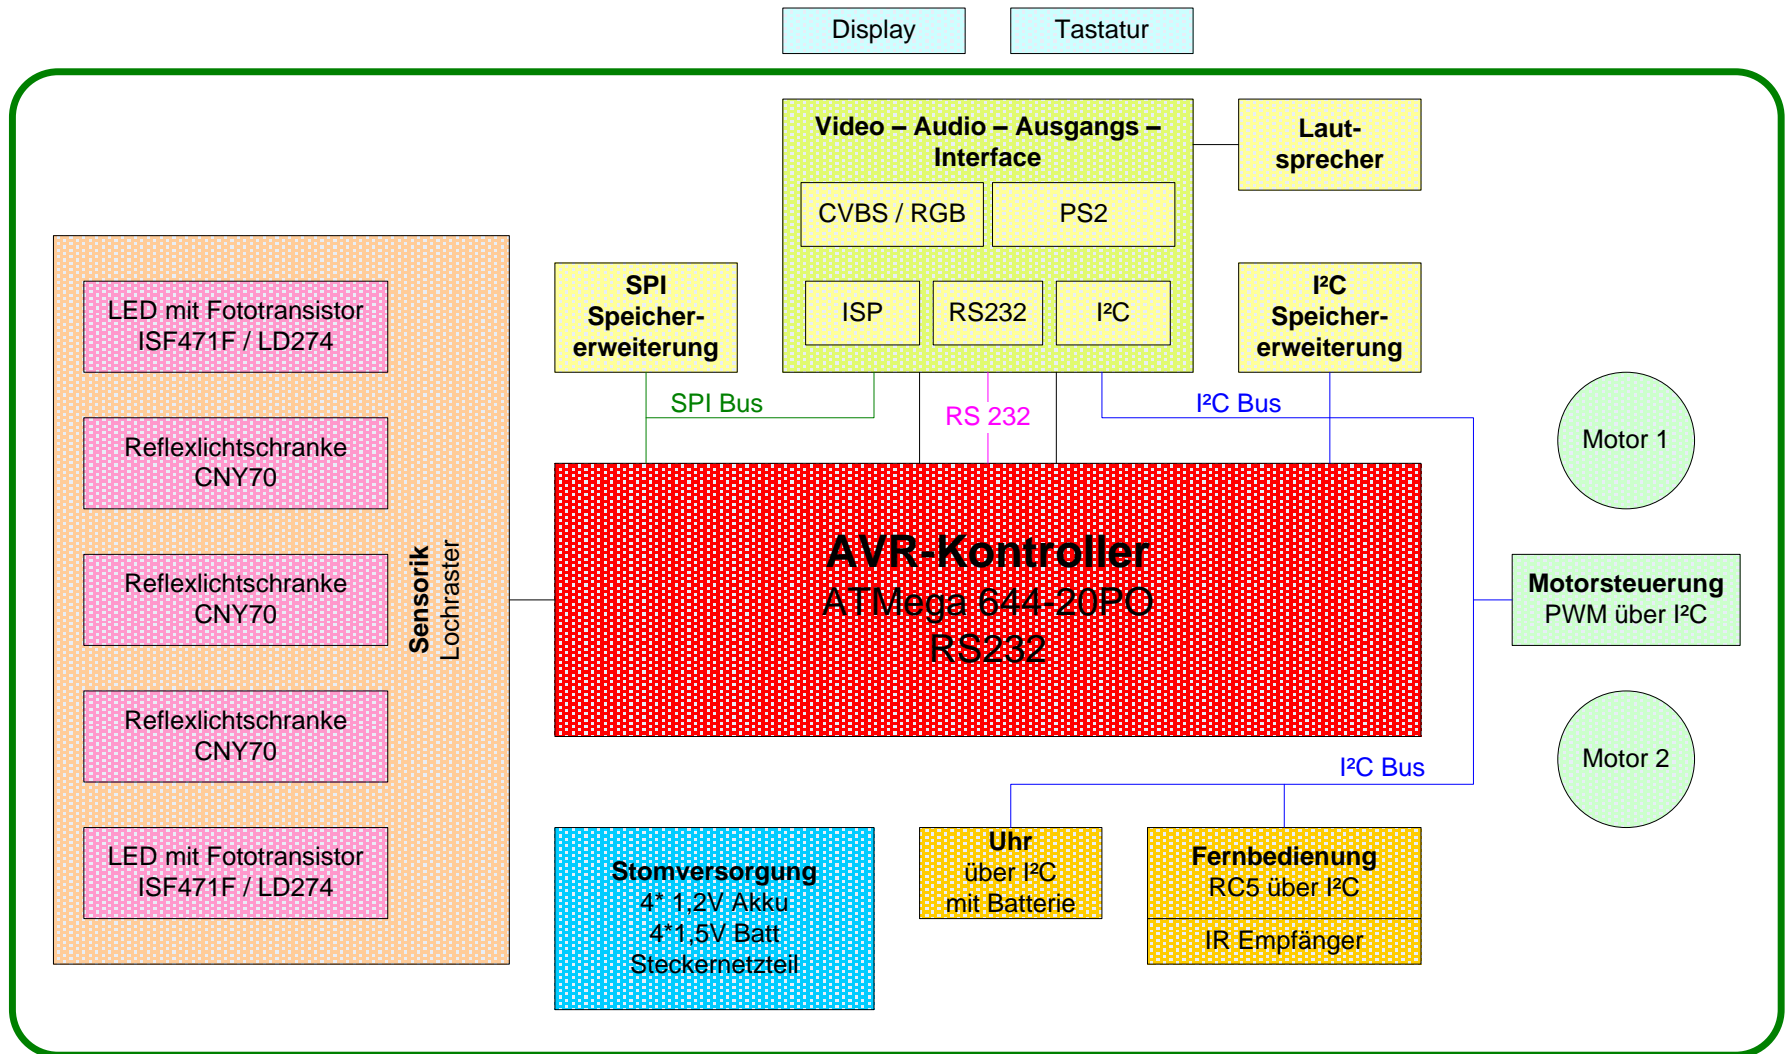 Display
Tastatur
Video – Audio – Ausgangs –
Interface
CVBS / RGB
PS2
ISP
RS232
I²C
Laut-
sprecher
SPI
Speicher-
erweiterung
I²C
Speicher-
erweiterung
SPI Bus
RS 232
I²C Bus
LED mit Fototransistor
ISF471F / LD274
Reflexlichtschranke
CNY70
Reflexlichtschranke
CNY70
Reflexlichtschranke
CNY70
LED mit Fototransistor
ISF471F / LD274
Sensorik
Lochraster
AVR-Kontroller
ATMega 644-20PO
RS232
Motor 1
Motorsteuerung
PWM über I²C
Motor 2
I²C Bus
Stomversorgung
4* 1,2V Akku
4*1,5V Batt
Steckernetzteil
Uhr
über I²C
mit Batterie
Fernbedienung
RC5 über I²C
IR Empfänger